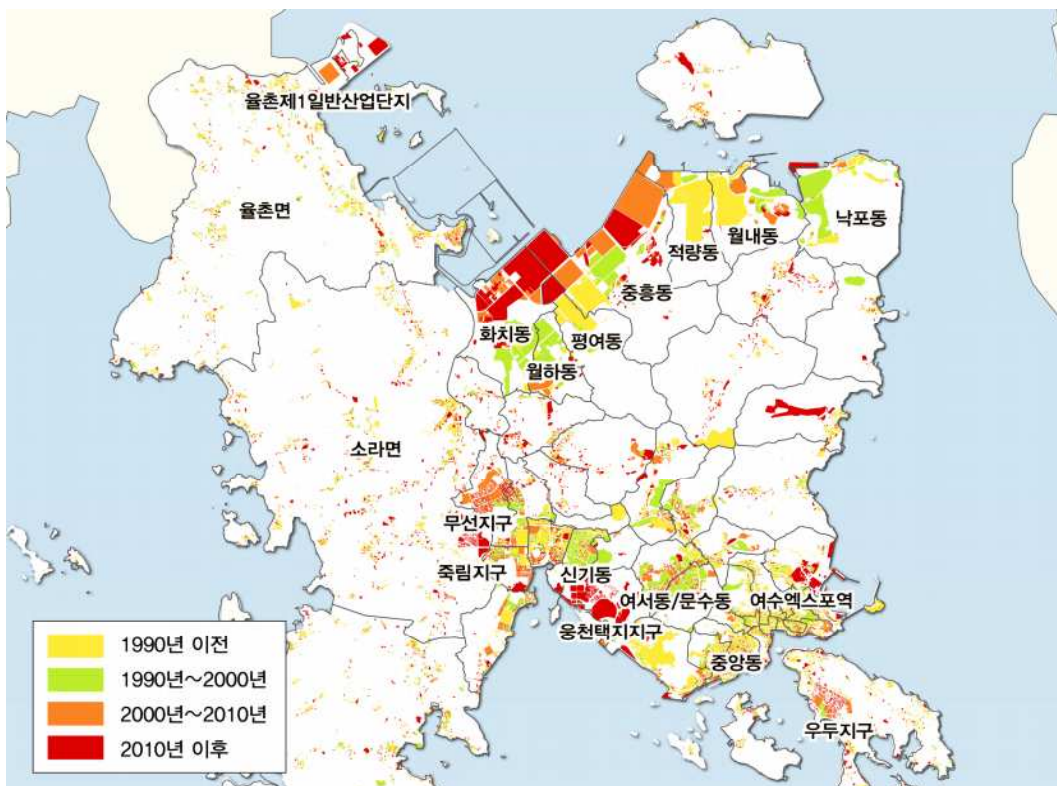 율촌제1일반산업단지
율촌면
낙포동
월내동
적량동
중흥동
화치동
평여동
월하동
소라면
무선지구
죽림지구
신기동
여서동/문수동
여수엑스포역
웅천택지지구
중앙동
우두지구
1990년 이전
1990년~2000년
2000년~2010년
2010년 이후